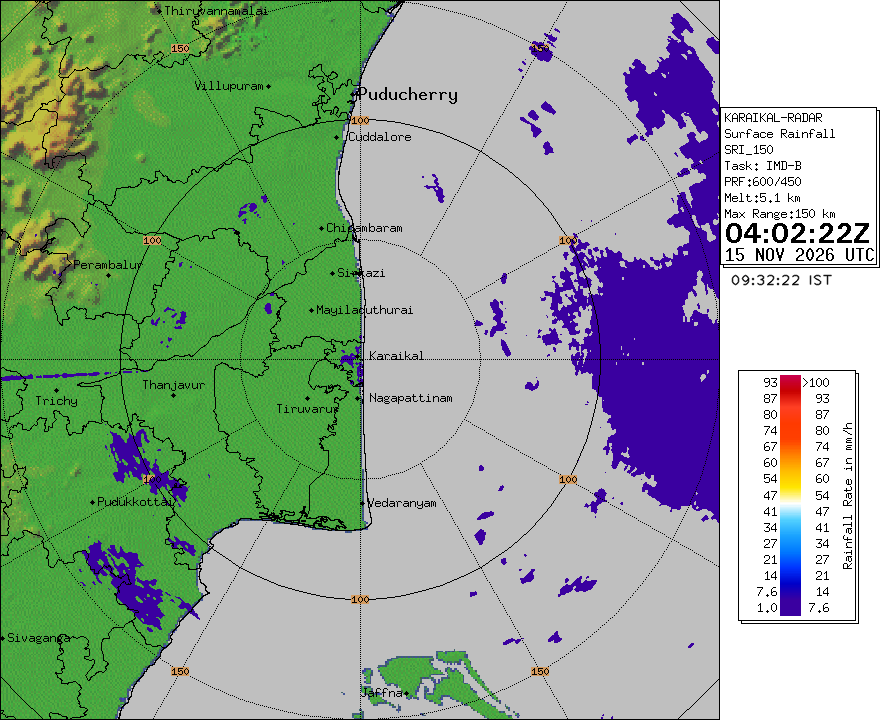 Thiruvannamalai
150
Villupuram
Puducherry
100
Cuddalore
Chidambaram
100
100
Perambalur
Sirkazi
Mayiladuthurai
Karaikal
Thanjavur
Trichy
Nagapattinam
Tiruvarur
100
100
Pudukkottai
Vedaranyam
100
Sivaganga
150
150
Jaffna
KARAIKAL-RADAR
Surface Rainfall
SRI_150
Task: IMD-B
PRF:600/450
Melt:5.1 km
Max Range:150 km
04:02:22Z
15 NOV 2026 UTC
09:32:22 IST
93 >100
87 93
80 87
74 80
67 74
60 67
54 60
47 54
41 47
34 41
27 34
21 27
14 21
7.6 14
1.0 7.6
Rainfall Rate in mm/h